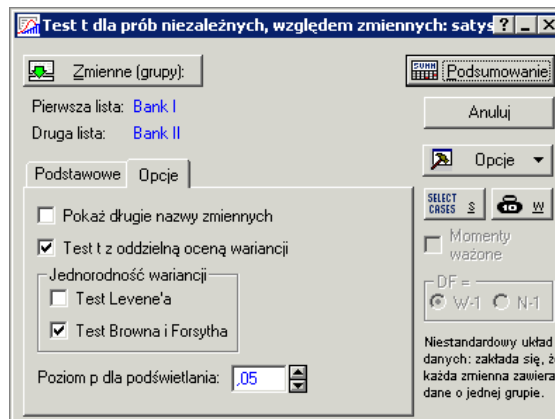 Test t dla prób niezależnych, względem zmiennych: satys
Zmienne (grupy):
Pierwsza lista: Bank I
Druga lista: Bank II
Podstawowe Opcje
Pokaż długie nazwy zmiennych
Test t z oddzielną oceną wariancji
Jednorodność wariancji
Test Levene'a
Test Browna i Forsytha
Poziom p dla podświetlania: ,05
SUMM Podsumowanie
Anuluj
Opcje
SELECT CASES S W
Momenty
ważone
DF =
W-1 N-1
Niestandardowy układ
danych: zakłada się, ż
każda zmienna zawiera
dane o jednej grupie.